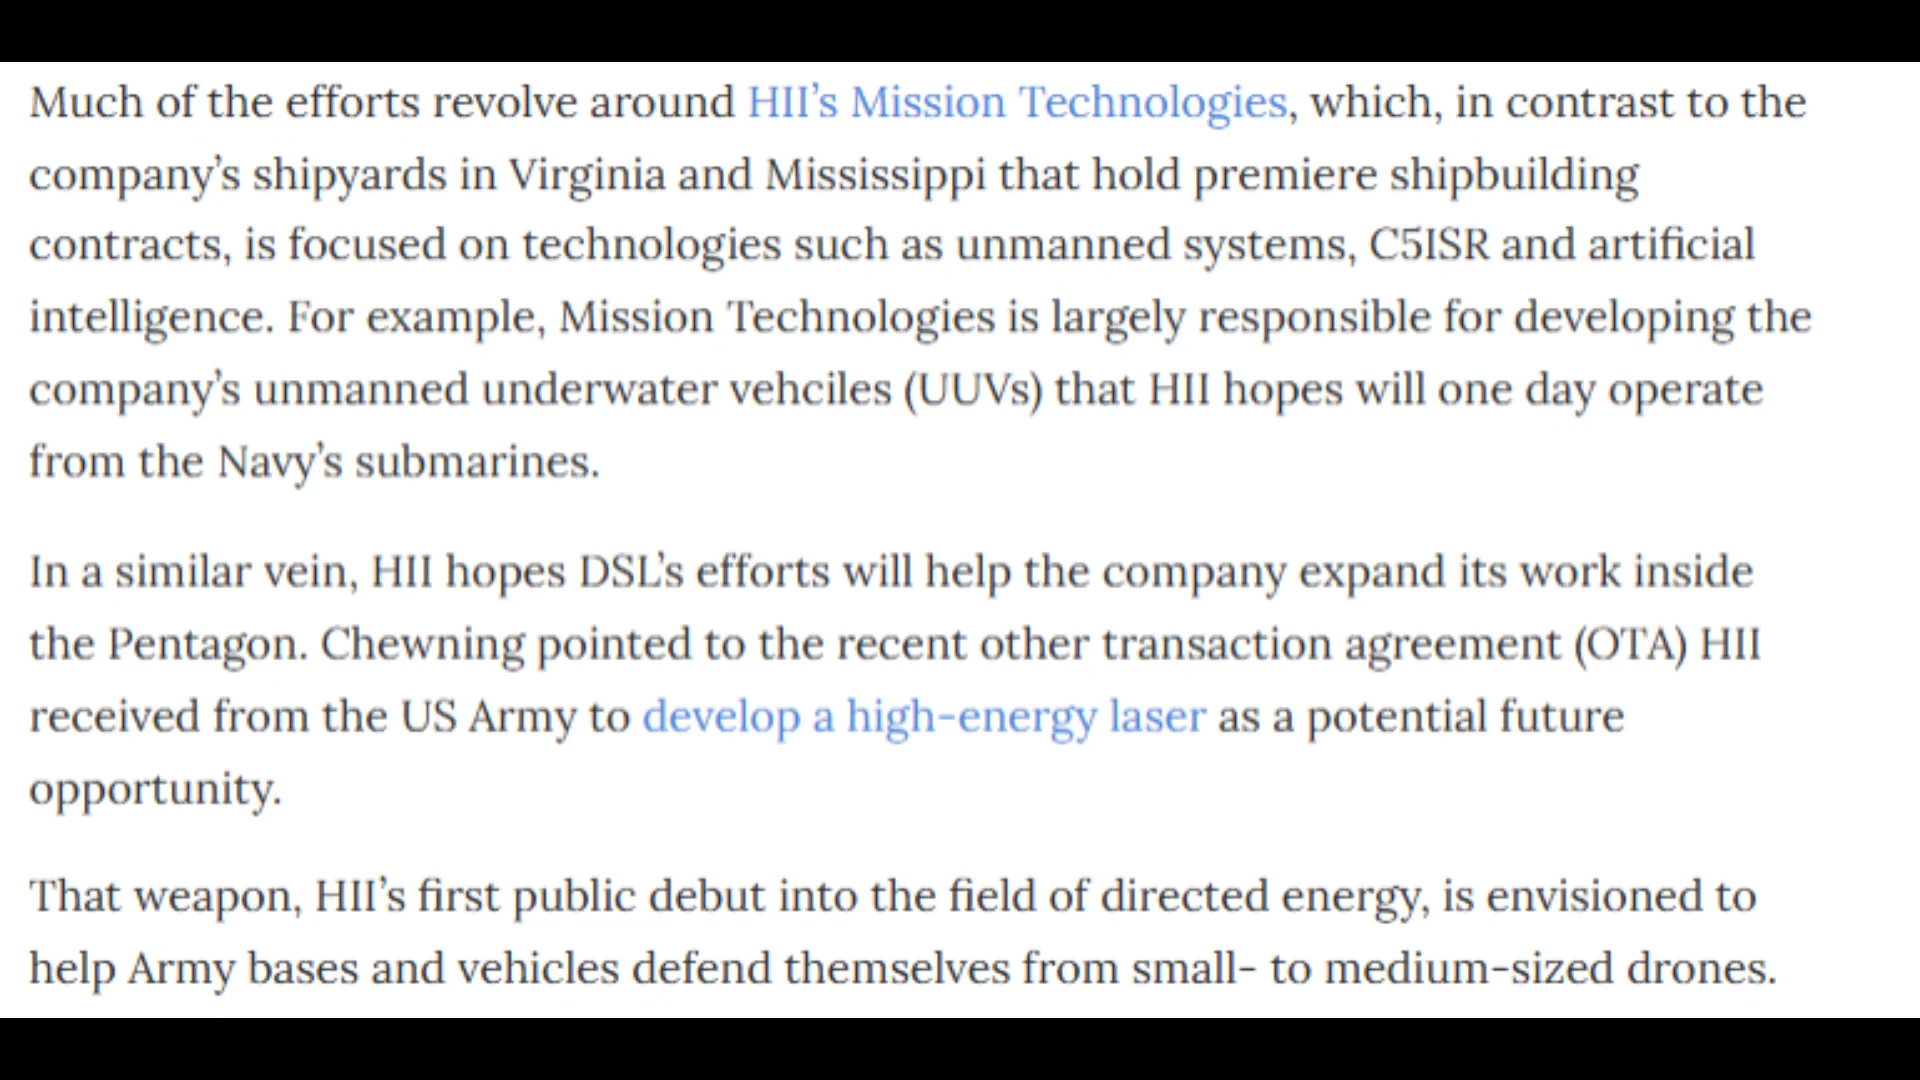 Much of the efforts revolve around HII’s Mission Technologies, which, in contrast to the
company’s shipyards in Virginia and Mississippi that hold premiere shipbuilding
contracts, is focused on technologies such as unmanned systems, C5ISR and artificial
intelligence. For example, Mission Technologies is largely responsible for developing the
company’s unmanned underwater vehciles (UUVs) that HII hopes will one day operate
from the Navy’s submarines.
In a similar vein, HII hopes DSL’s efforts will help the company expand its work inside
the Pentagon. Chewning pointed to the recent other transaction agreement (OTA) HII
received from the US Army to develop a high-energy laser as a potential future
opportunity.
That weapon, HII’s first public debut into the field of directed energy, is envisioned to
help Army bases and vehicles defend themselves from small- to medium-sized drones.